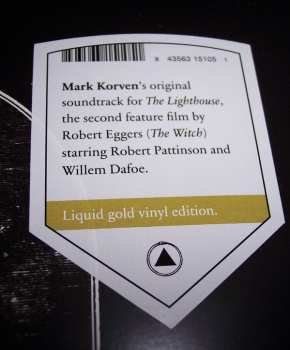 8 43563 15105 1
Mark Korven's original
soundtrack for The Lighthouse,
the second feature film by
Robert Eggers (The Witch)
starring Robert Pattinson and
Willem Dafoe.
Liquid gold vinyl edition.